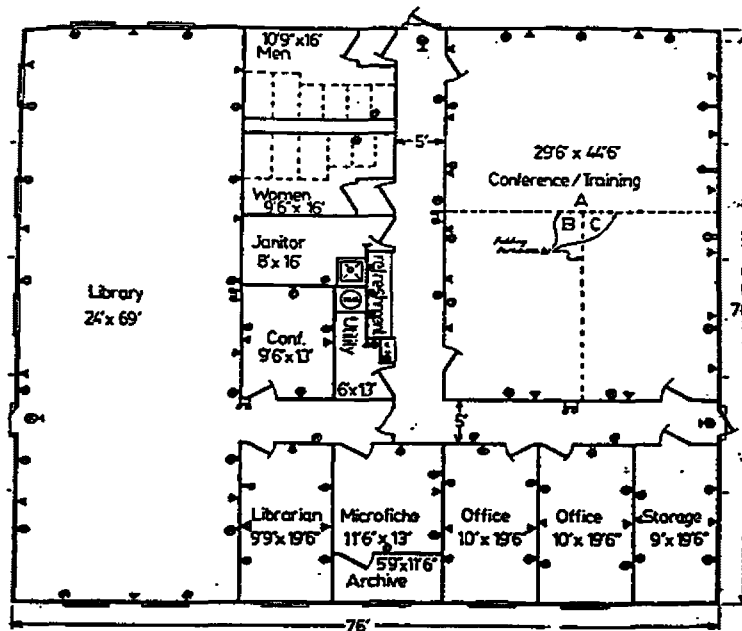 10'9"x16'
Men
5'
29'6" x 44'6"
Conference/Training
A
B C
Women
9'6"x 16'
Janitor
8'x 16'
Library
24'x 69'
refreshment
Utility
Conf.
9'6"x13'
6'x13'
5'
Librarian
9'9"x 19'6"
Microfiche
11'6"x 13'
Office
10'x 19'6"
Office
10'x 19'6"
Storage
9'x 19'6"
5'9"x11'6"
Archive
76'